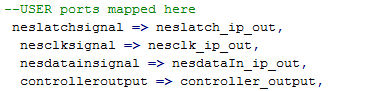 --USER ports mapped here
neslatchsignal => neslatch_ip_out,
nesclksignal => nesclk_ip_out,
nesdatainsignal => nesdataIn_ip_out,
controlleroutput => controller_output,